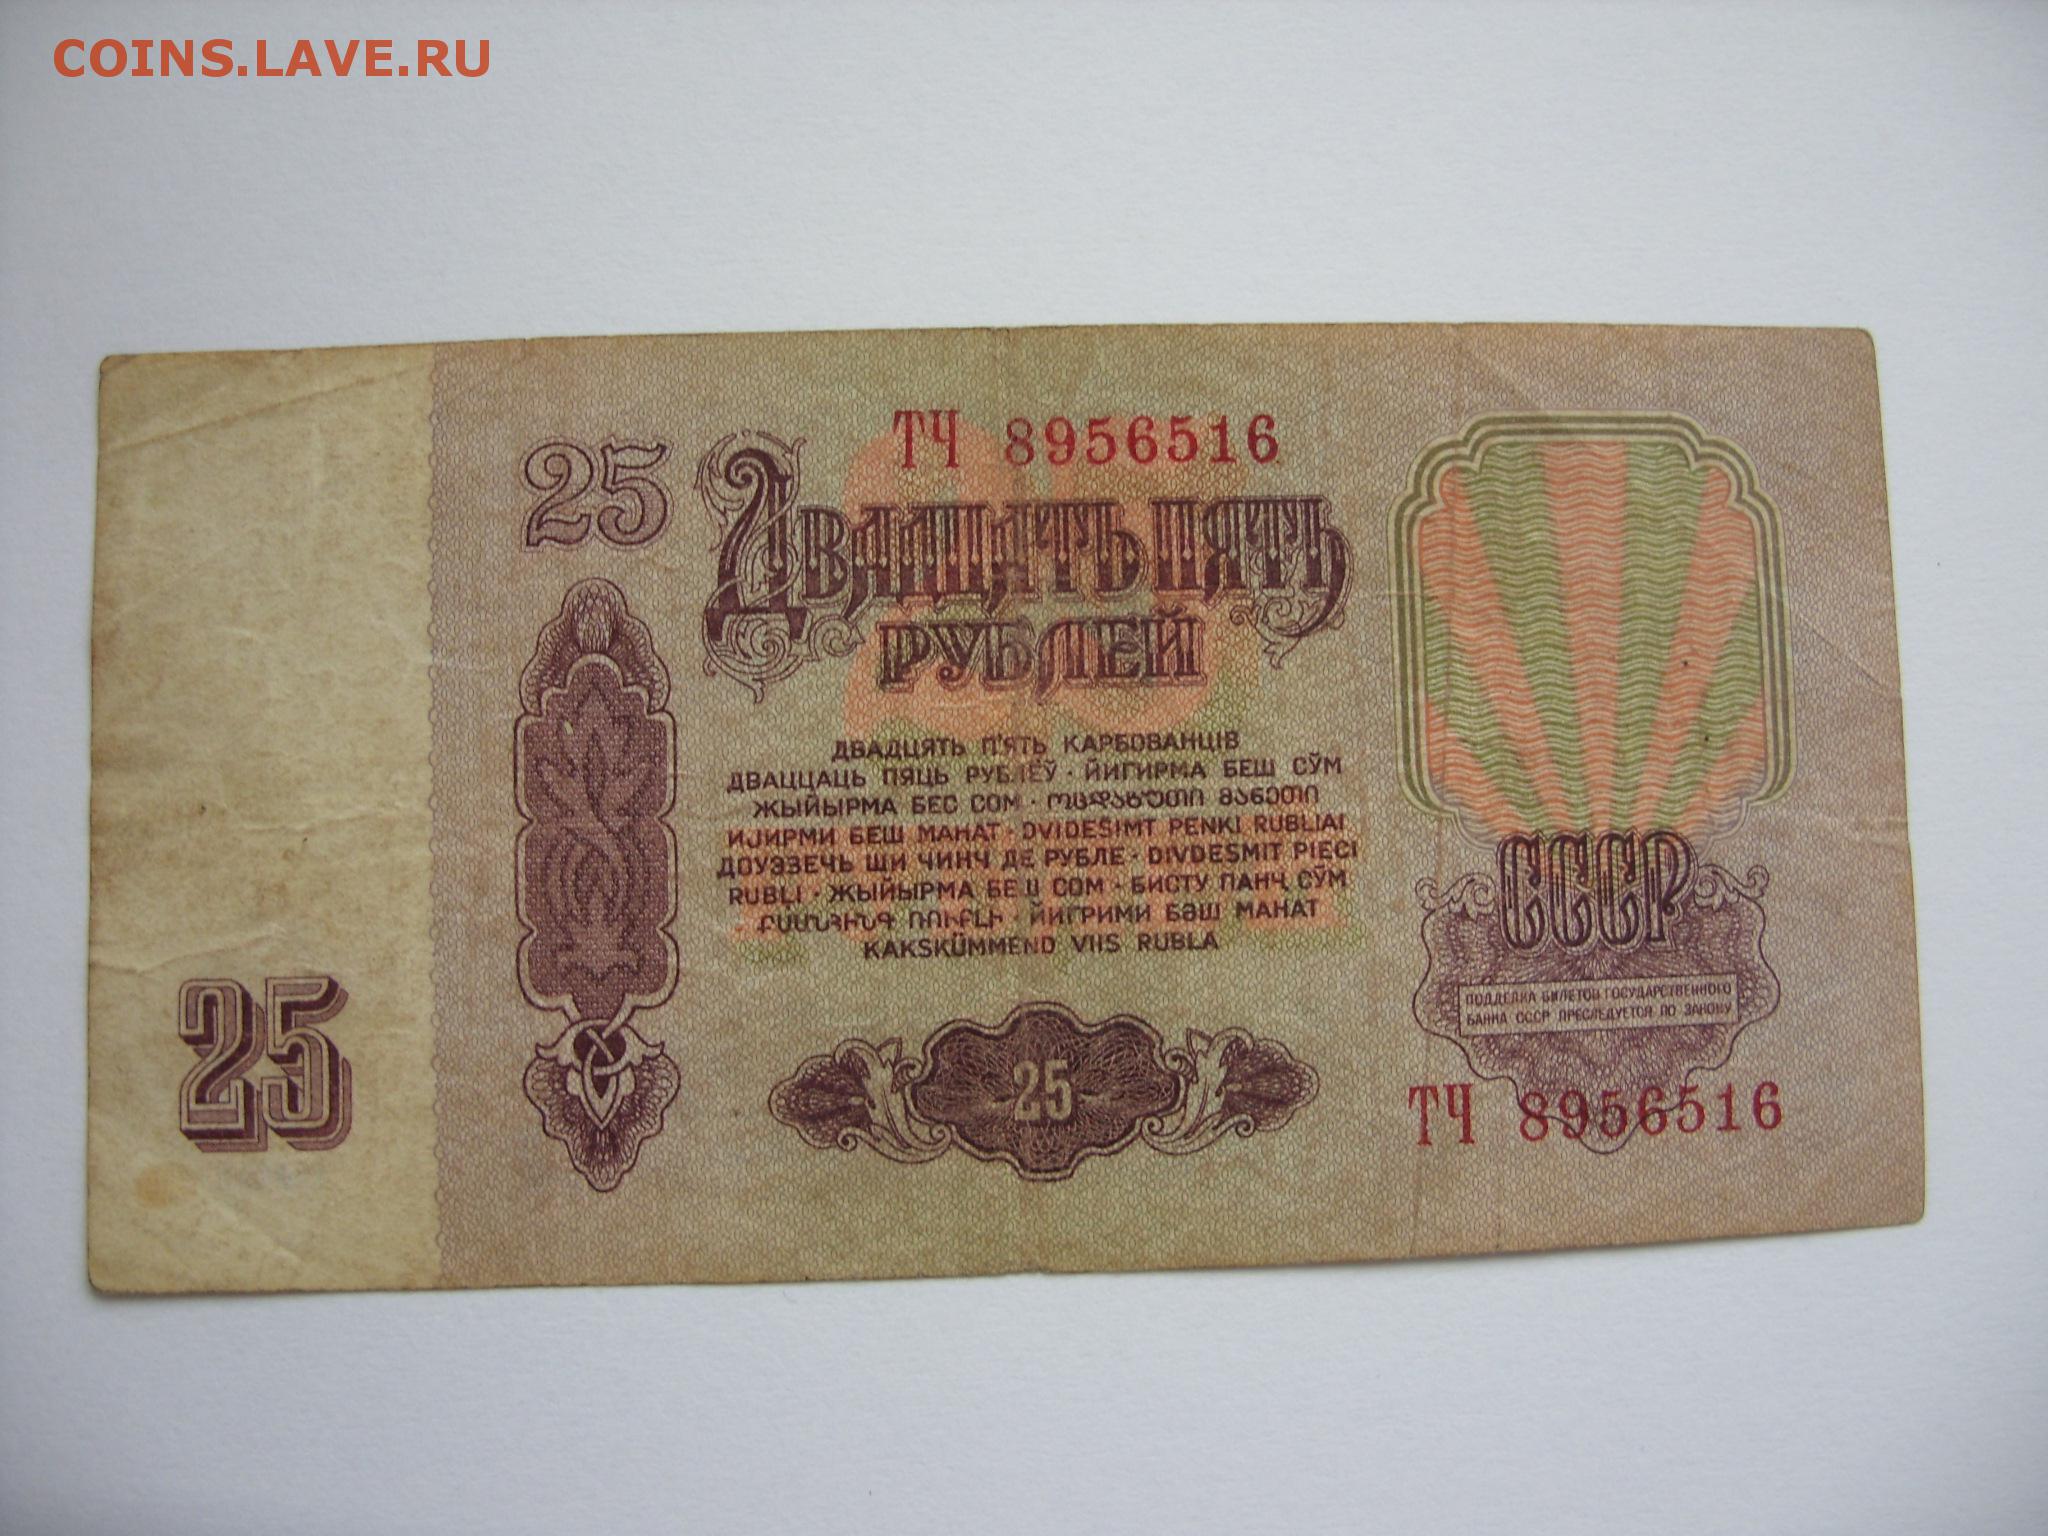 COINS.LAVE.RU
ТЧ 8956516
25
ДВАДЦАТЬ ПЯТЬ
РУБЛЕЙ
ДВАДЦЯТЬ П'ЯТЬ КАРБОВАНЦІВ
ДВАЦЦАЦЬ ПЯЦЬ РУБЛЁЎ · ЙИГИРМА БЕШ СЎМ
ЖЫЙЫРМА БЕС СОМ · ოცდახუთი მანეთი
ИЈИРМИ БЕШ МАНАТ · DVIDEŠIMT PENKI RUBLIAI
ДОУЭЗЕЧЬ ШИ ЧИНЧ ДЕ РУБЛЕ · DIVDESMIT PIECI
RUBĻI · ЖЫЙЫРМА БЕШ СОМ · БИСТУ ПАНҶ СЎМ
ՔՍԱՆՀԻՆԳ ՌՈՒԲԼԻ · ЙИГРИМИ БӘШ МАНАТ
KAKSKÜMMEND VIIS RUBLA
СССР
ПОДДЕЛКА БИЛЕТОВ ГОСУДАРСТВЕННОГО
БАНКА СССР ПРЕСЛЕДУЕТСЯ ПО ЗАКОНУ
25
25
ТЧ 8956516